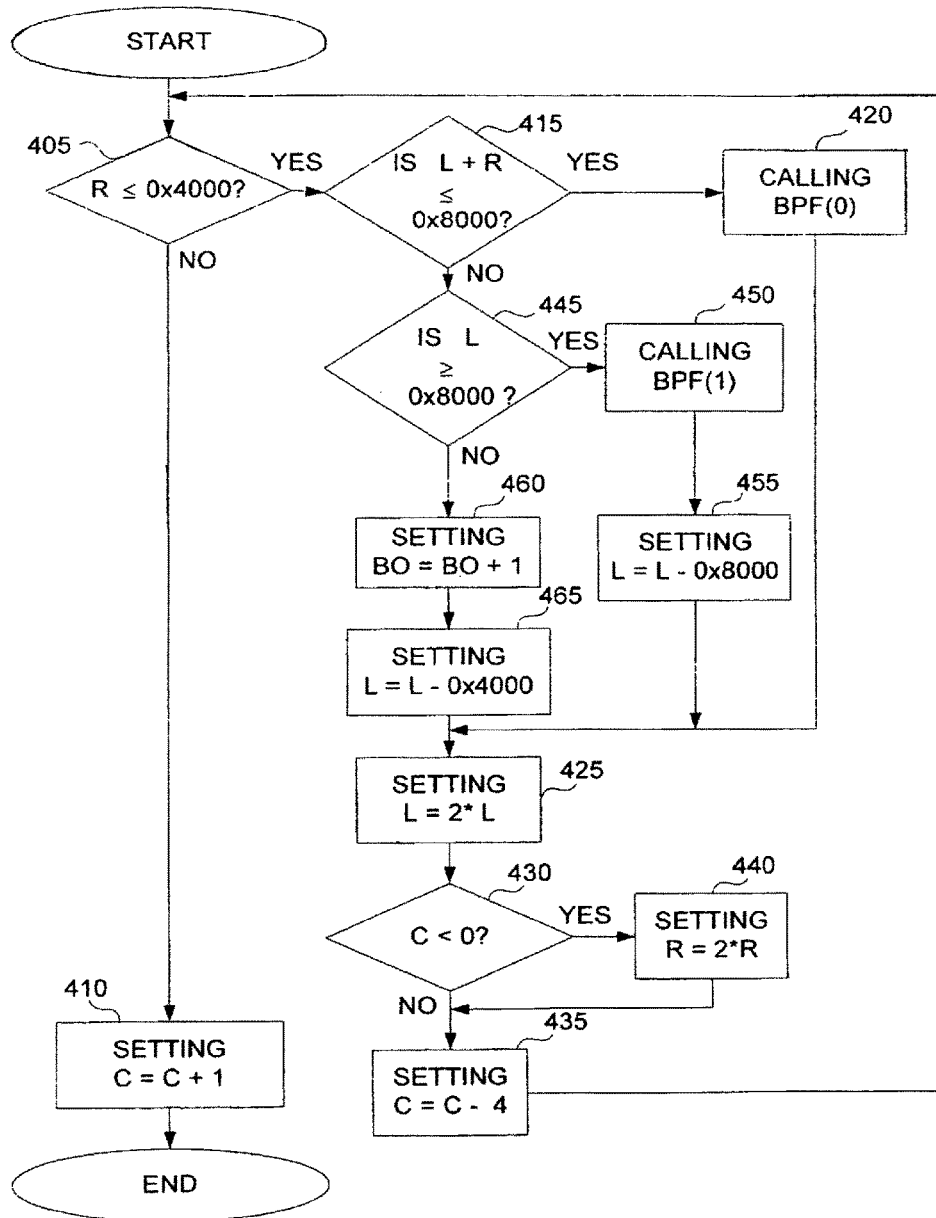 START
405
R ≤ 0x4000?
YES
NO
415
IS L + R
≤
0x8000?
YES
NO
420
CALLING
BPF(0)
445
IS L
≥
0x8000 ?
YES
NO
450
CALLING
BPF(1)
455
SETTING
L = L - 0x8000
460
SETTING
BO = BO + 1
465
SETTING
L = L - 0x4000
425
SETTING
L = 2* L
430
C < 0?
YES
NO
440
SETTING
R = 2*R
435
SETTING
C = C - 4
410
SETTING
C = C + 1
END